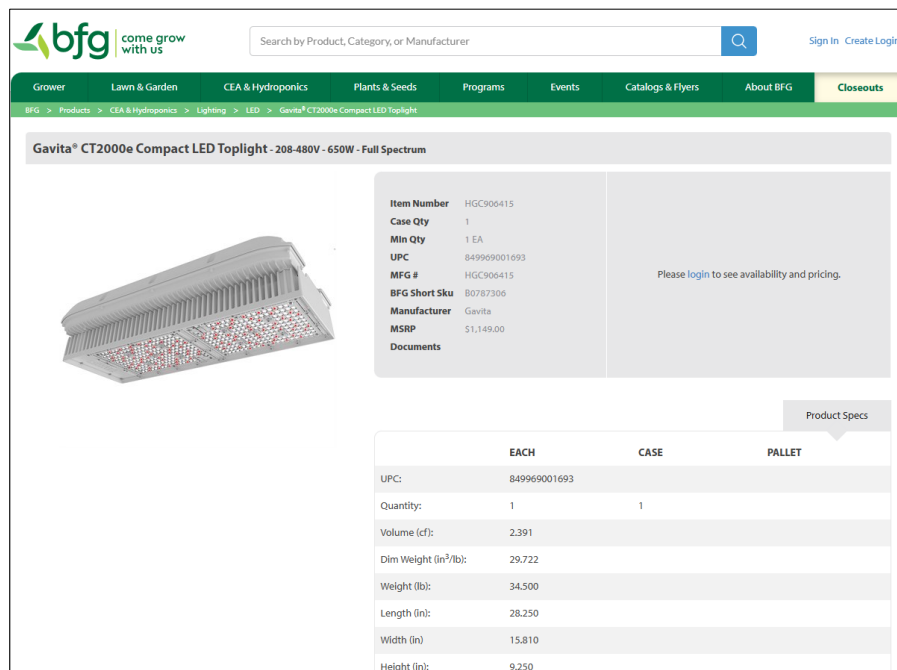 bfg come grow with us
Search by Product, Category, or Manufacturer
Sign In Create Login
Grower Lawn & Garden CEA & Hydroponics Plants & Seeds Programs Events Catalogs & Flyers About BFG Closeouts
BFG > Products > CEA & Hydroponics > Lighting > LED > Gavita® CT2000e Compact LED Toplight
Gavita® CT2000e Compact LED Toplight - 208-480V - 650W - Full Spectrum
Item Number HGC906415
Case Qty 1
Min Qty 1 EA
UPC 849969001693
MFG # HGC906415
BFG Short Sku B0787306
Manufacturer Gavita
MSRP $1,149.00
Documents
Please login to see availability and pricing.
Product Specs
EACH CASE PALLET
UPC: 849969001693
Quantity: 1 1
Volume (cf): 2.391
Dim Weight (in³/lb): 29.722
Weight (lb): 34.500
Length (in): 28.250
Width (in) 15.810
Height (in): 9.250